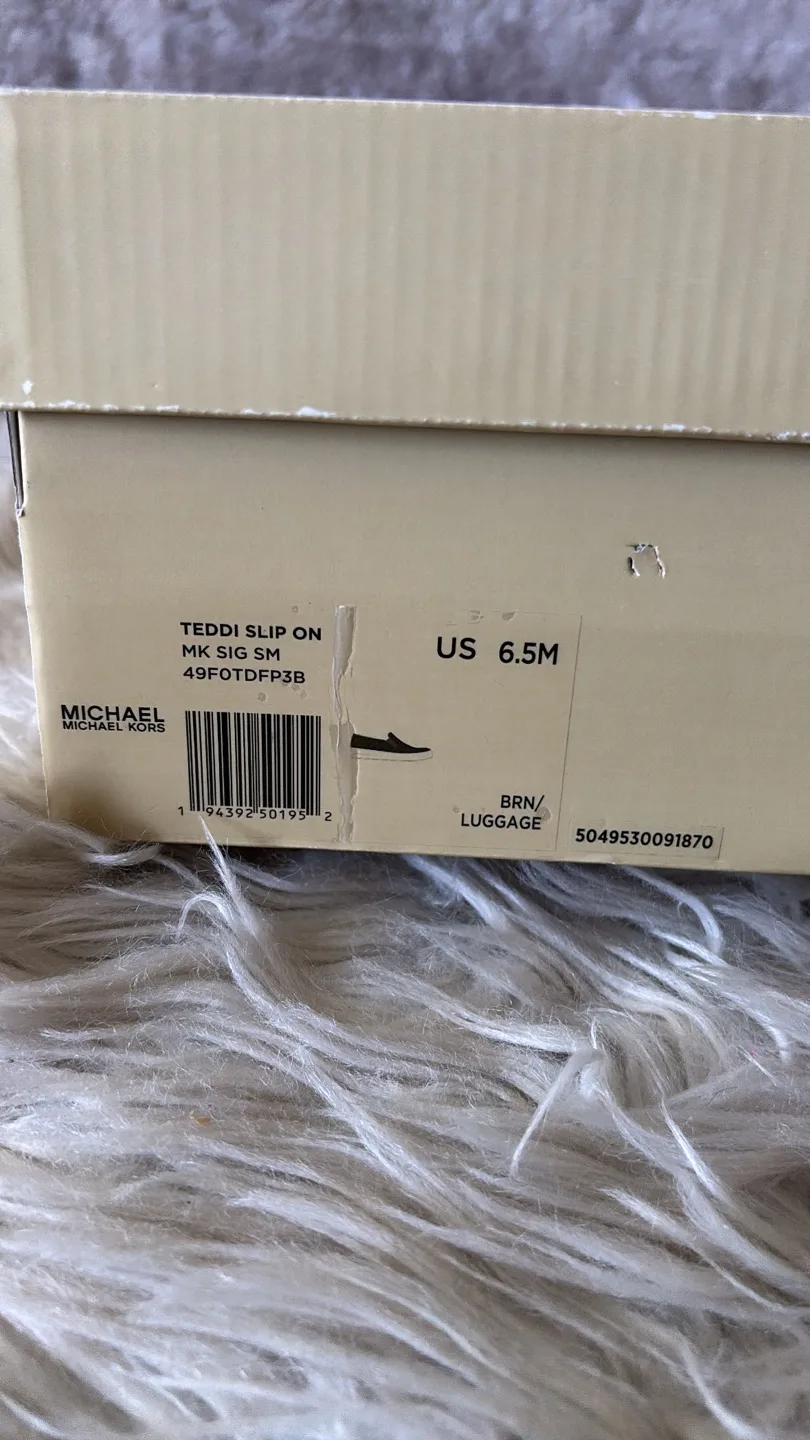 TEDDI SLIP ON
MK SIG SM
49F0TDFP3B
MICHAEL
MICHAEL KORS
1 94392 50195 2
US 6.5M
BRN/
LUGGAGE
5049530091870